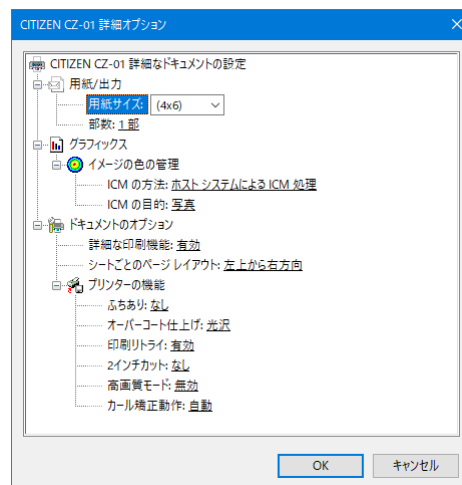 CITIZEN CZ-01 詳細オプション
CITIZEN CZ-01 詳細なドキュメントの設定
用紙/出力
用紙サイズ: (4x6)
部数: 1 部
グラフィックス
イメージの色の管理
ICM の方法: ホスト システムによる ICM 処理
ICM の目的: 写真
ドキュメントのオプション
詳細な印刷機能: 有効
シートごとのページ レイアウト: 左上から右方向
プリンターの機能
ふちあり: なし
オーバーコート仕上げ: 光沢
印刷リトライ: 有効
2インチカット: なし
高画質モード: 無効
カール矯正動作: 自動
OK キャンセル